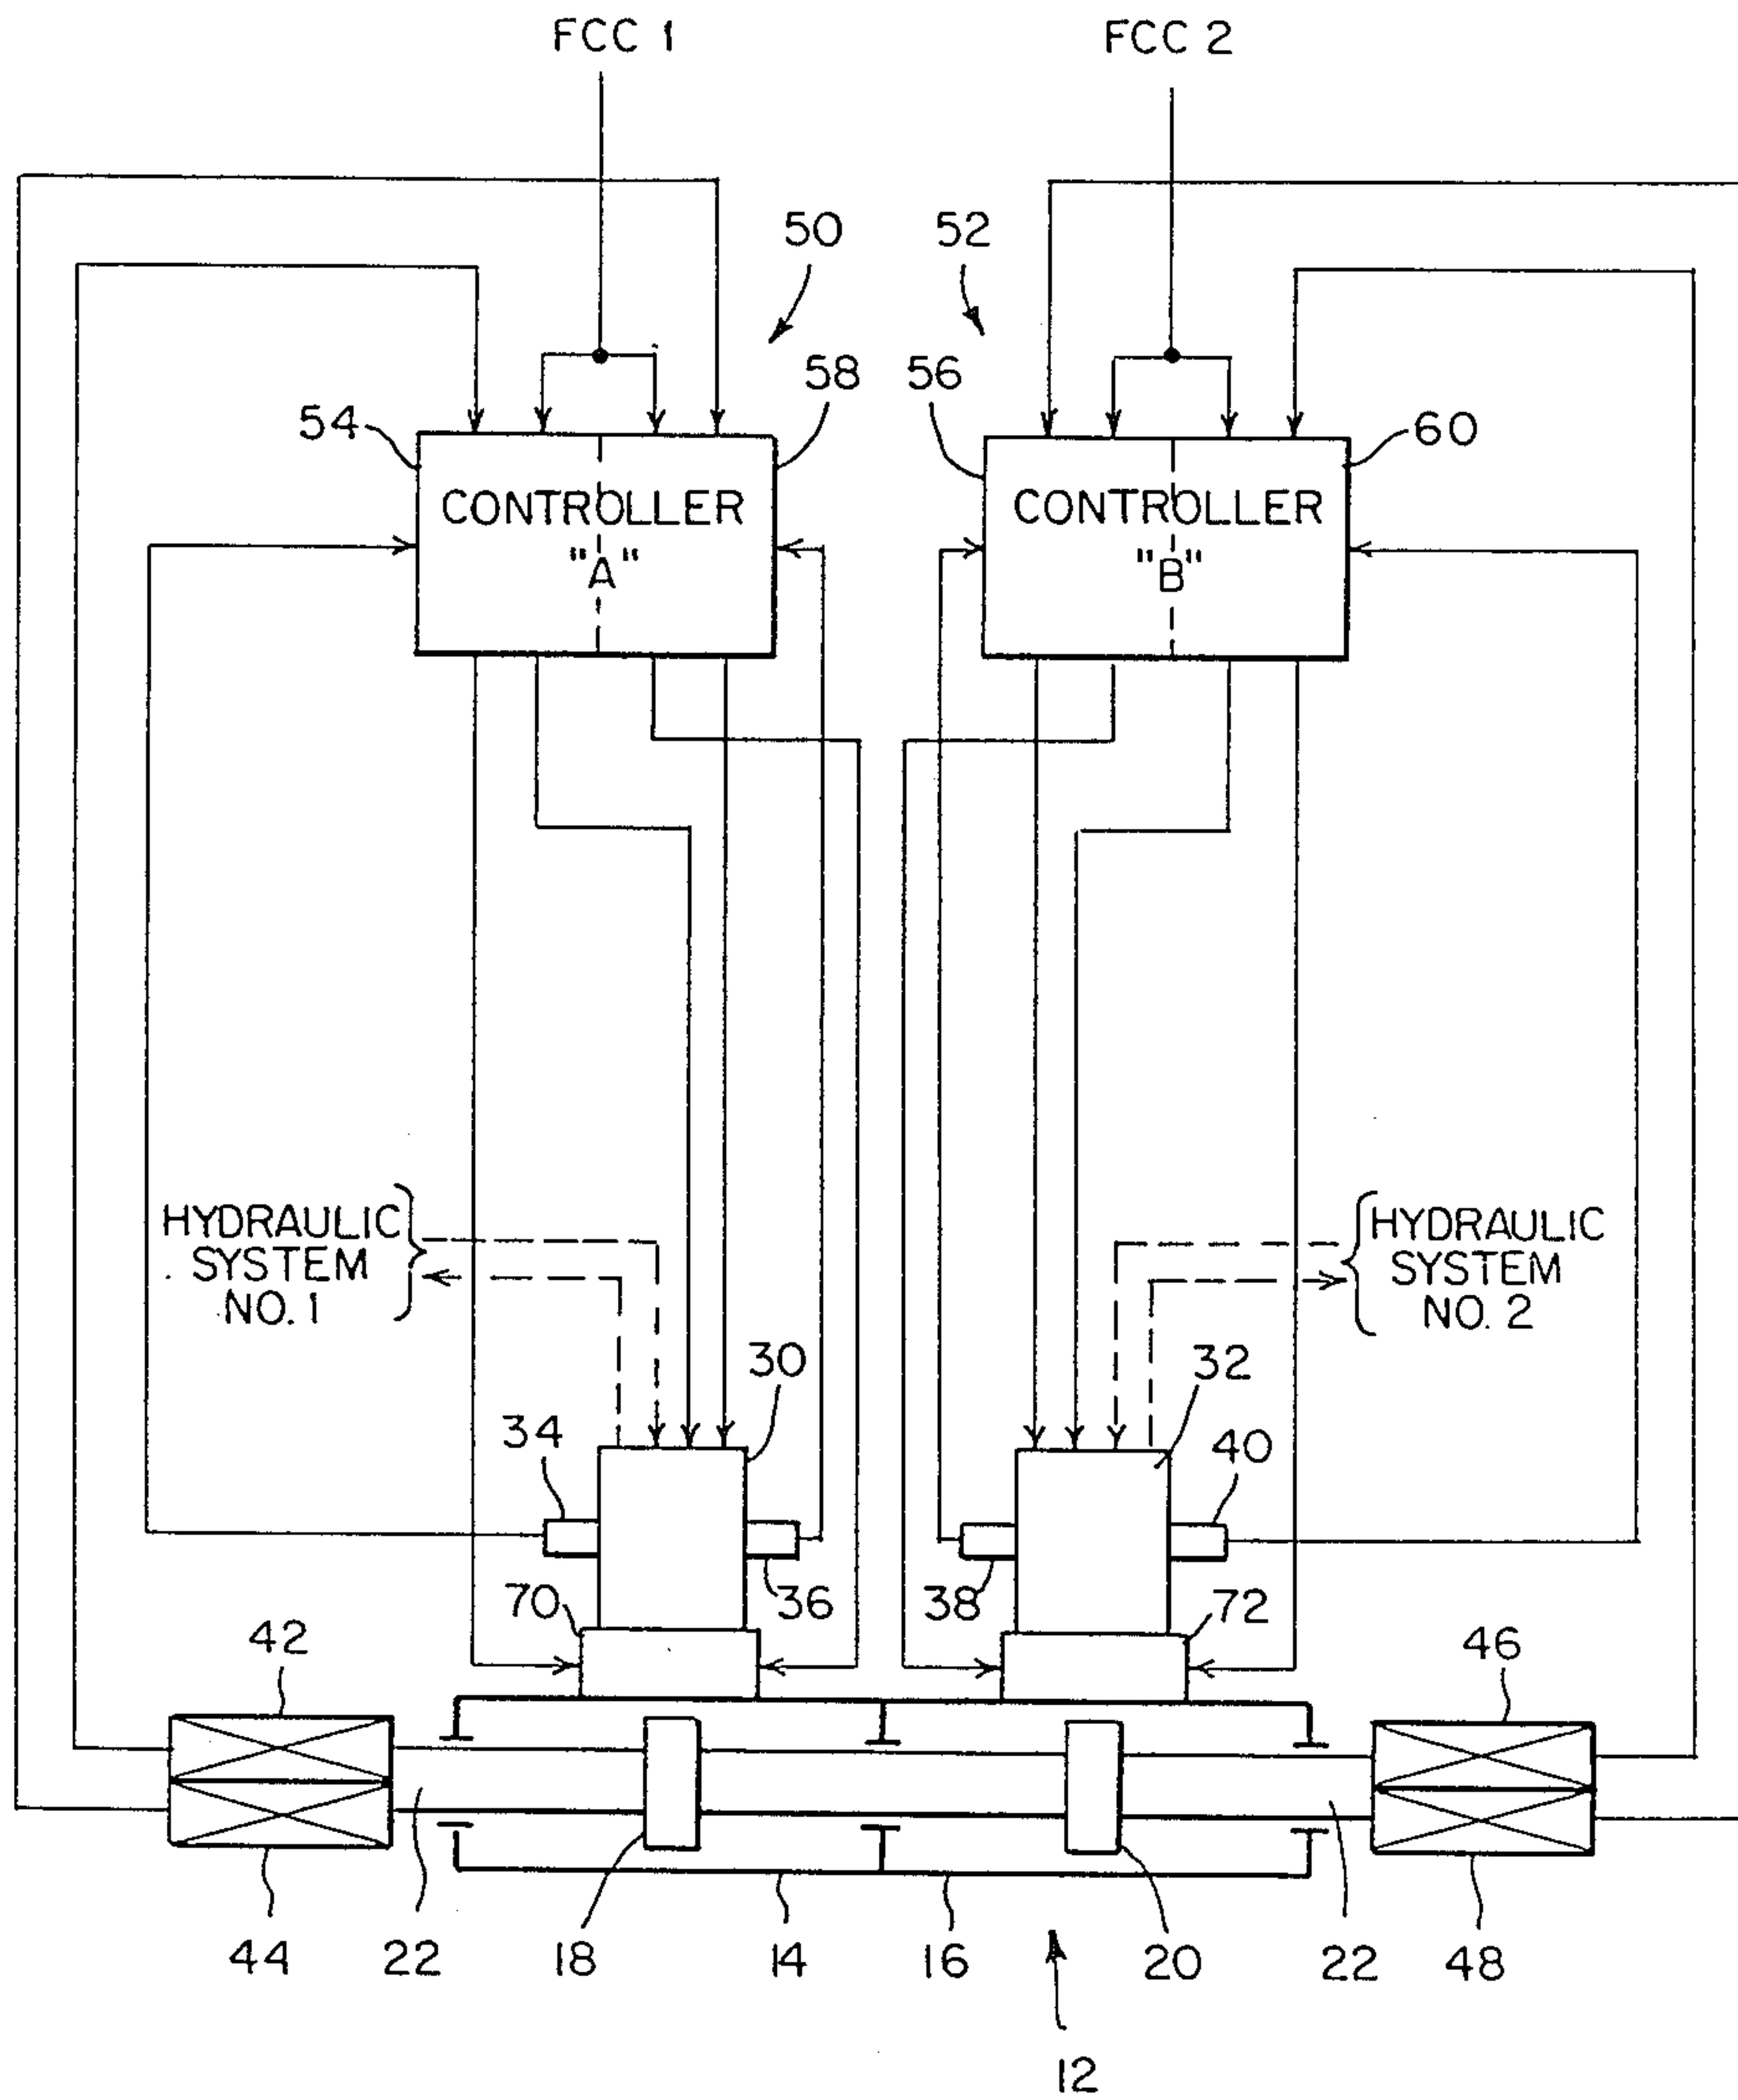 FCC 1
FCC 2
50
52
58
56
54
60
CONTROLLER
"A"
CONTROLLER
"B"
HYDRAULIC
SYSTEM
NO. 1
HYDRAULIC
SYSTEM
NO. 2
30
32
34
40
36
38
70
72
42
46
44
22
18
14
16
20
22
48
12